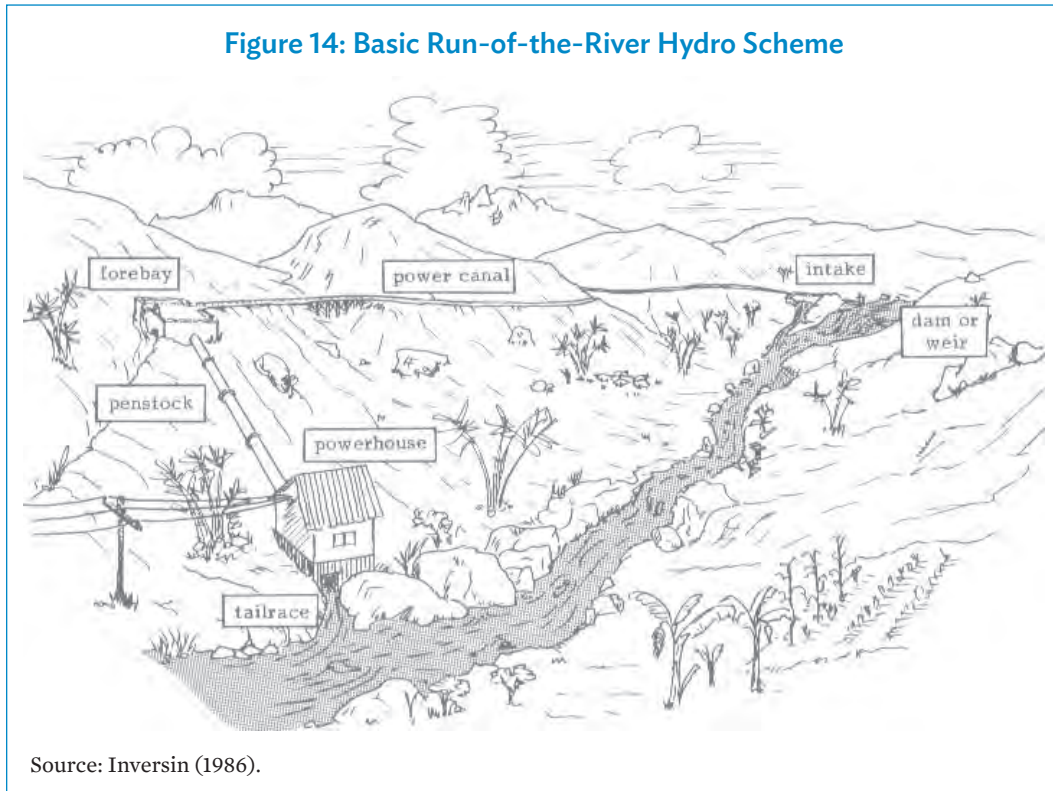 Figure 14: Basic Run-of-the-River Hydro Scheme
forebay
power canal
intake
dam or
weir
penstock
powerhouse
tailrace
Source: Inversin (1986).